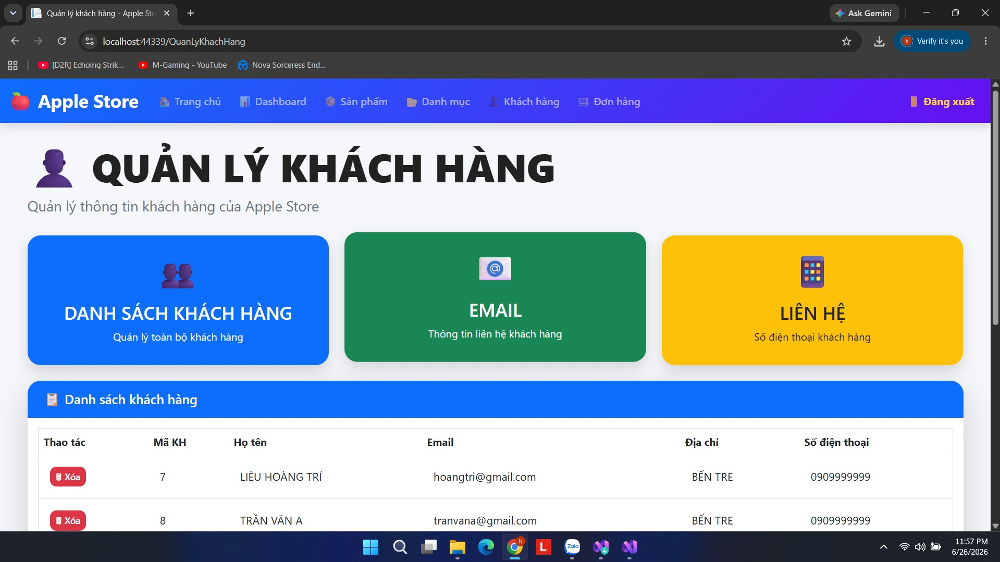 Quản lý khách hàng - Apple Sto
Ask Gemini
localhost:44339/QuanLyKhachHang
h
Verify it's you
[D2R] Echoing Strik...
M-Gaming - YouTube
Nova Sorceress End...
Apple Store
Trang chủ
Dashboard
Sản phẩm
Danh mục
Khách hàng
Đơn hàng
Đăng xuất
QUẢN LÝ KHÁCH HÀNG
Quản lý thông tin khách hàng của Apple Store
DANH SÁCH KHÁCH HÀNG
Quản lý toàn bộ khách hàng
@
EMAIL
Thông tin liên hệ khách hàng
LIÊN HỆ
Số điện thoại khách hàng
Danh sách khách hàng
Thao tác Mã KH Họ tên Email Địa chỉ Số điện thoại
Xóa 7 LIÊU HOÀNG TRÍ hoangtri@gmail.com BẾN TRE 0909999999
Xóa 8 TRẦN VĂN A tranvana@gmail.com BẾN TRE 0909999999
h
L
Zalo
11:57 PM
6/26/2026